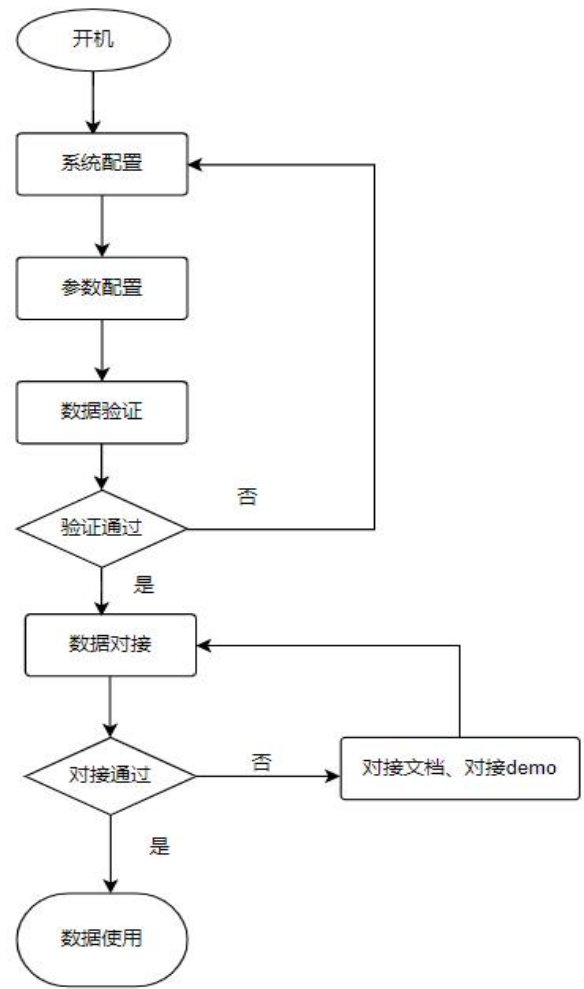 开机
系统配置
参数配置
数据验证
否
验证通过
是
数据对接
否
对接通过
对接文档、对接demo
是
数据使用